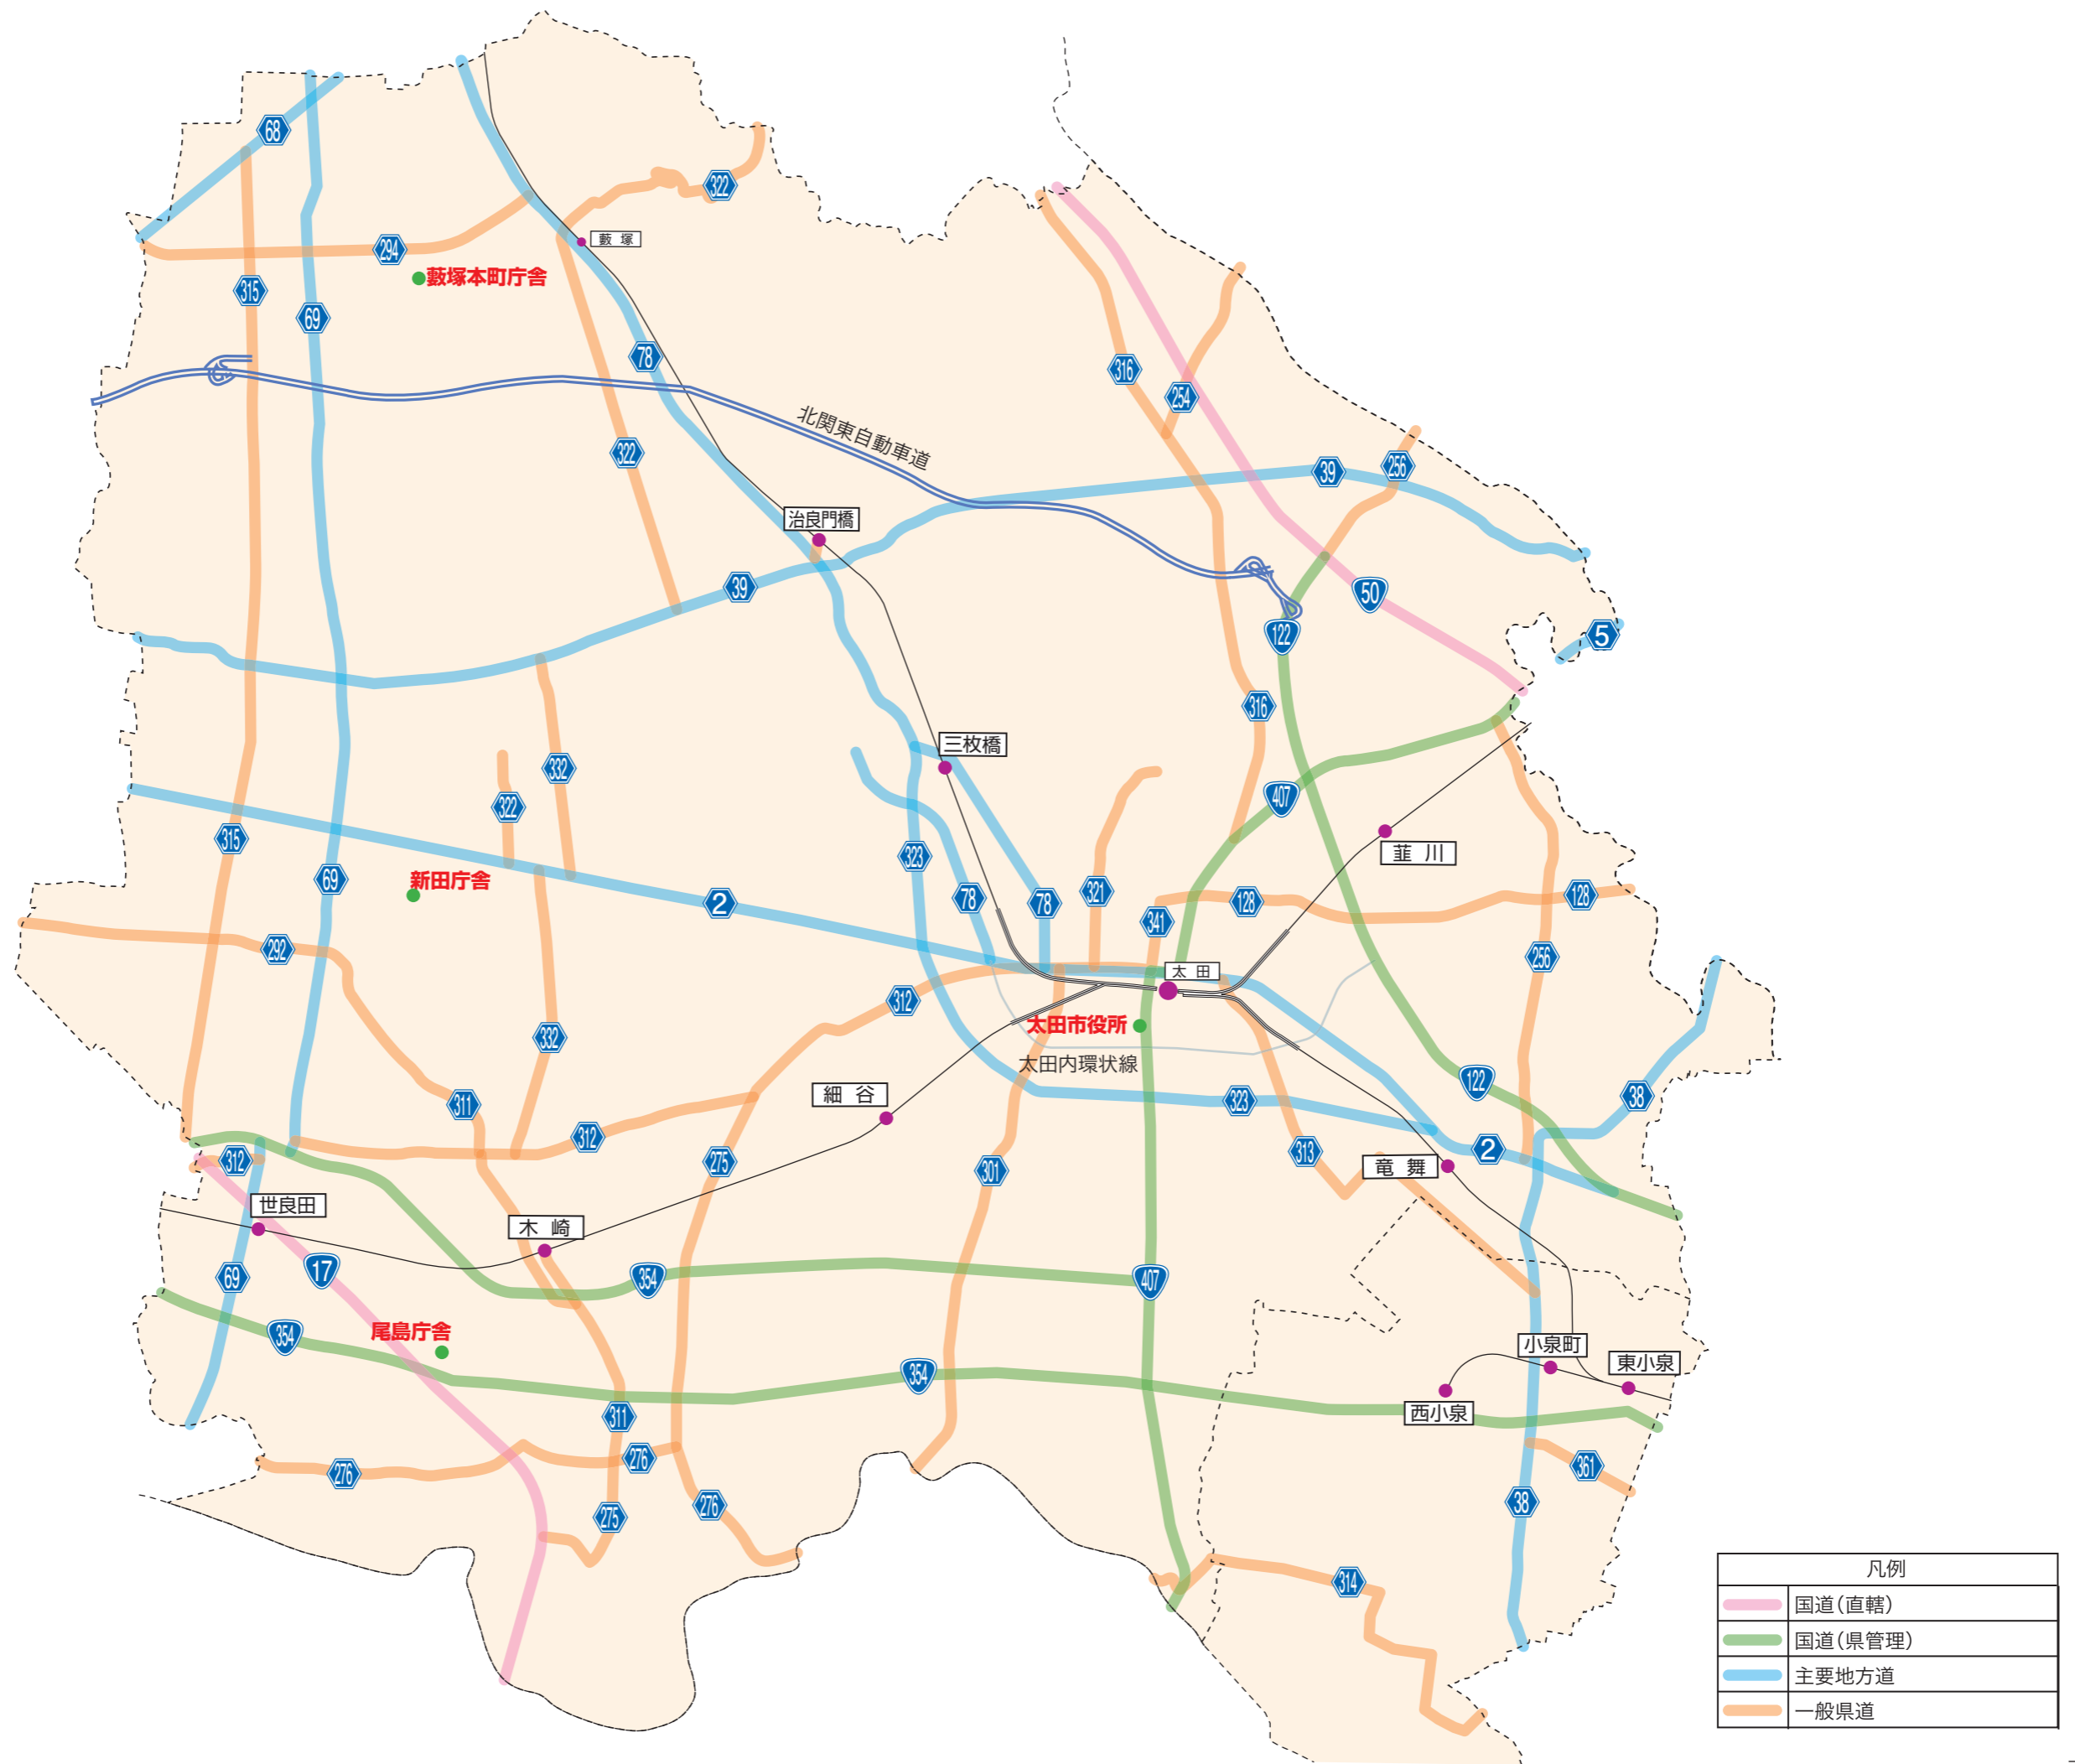 68
322
藪塚
294
藪塚本町庁舎
315
69
78
316
254
北関東自動車道
322
256
39
治良門橋
39
50
122
5
316
三枚橋
332
407
322
315
323
韮川
新田庁舎
69
2
78
78
321
341
128
128
292
256
太田
312
太田市役所
332
太田内環状線
122
細谷
311
323
38
312
2
312
275
301
313
竜舞
世良田
木崎
69
17
354
407
354
尾島庁舎
小泉町
東小泉
354
西小泉
311
276
276
361
275
276
38
314
凡例
国道(直轄)
国道(県管理)
主要地方道
一般県道